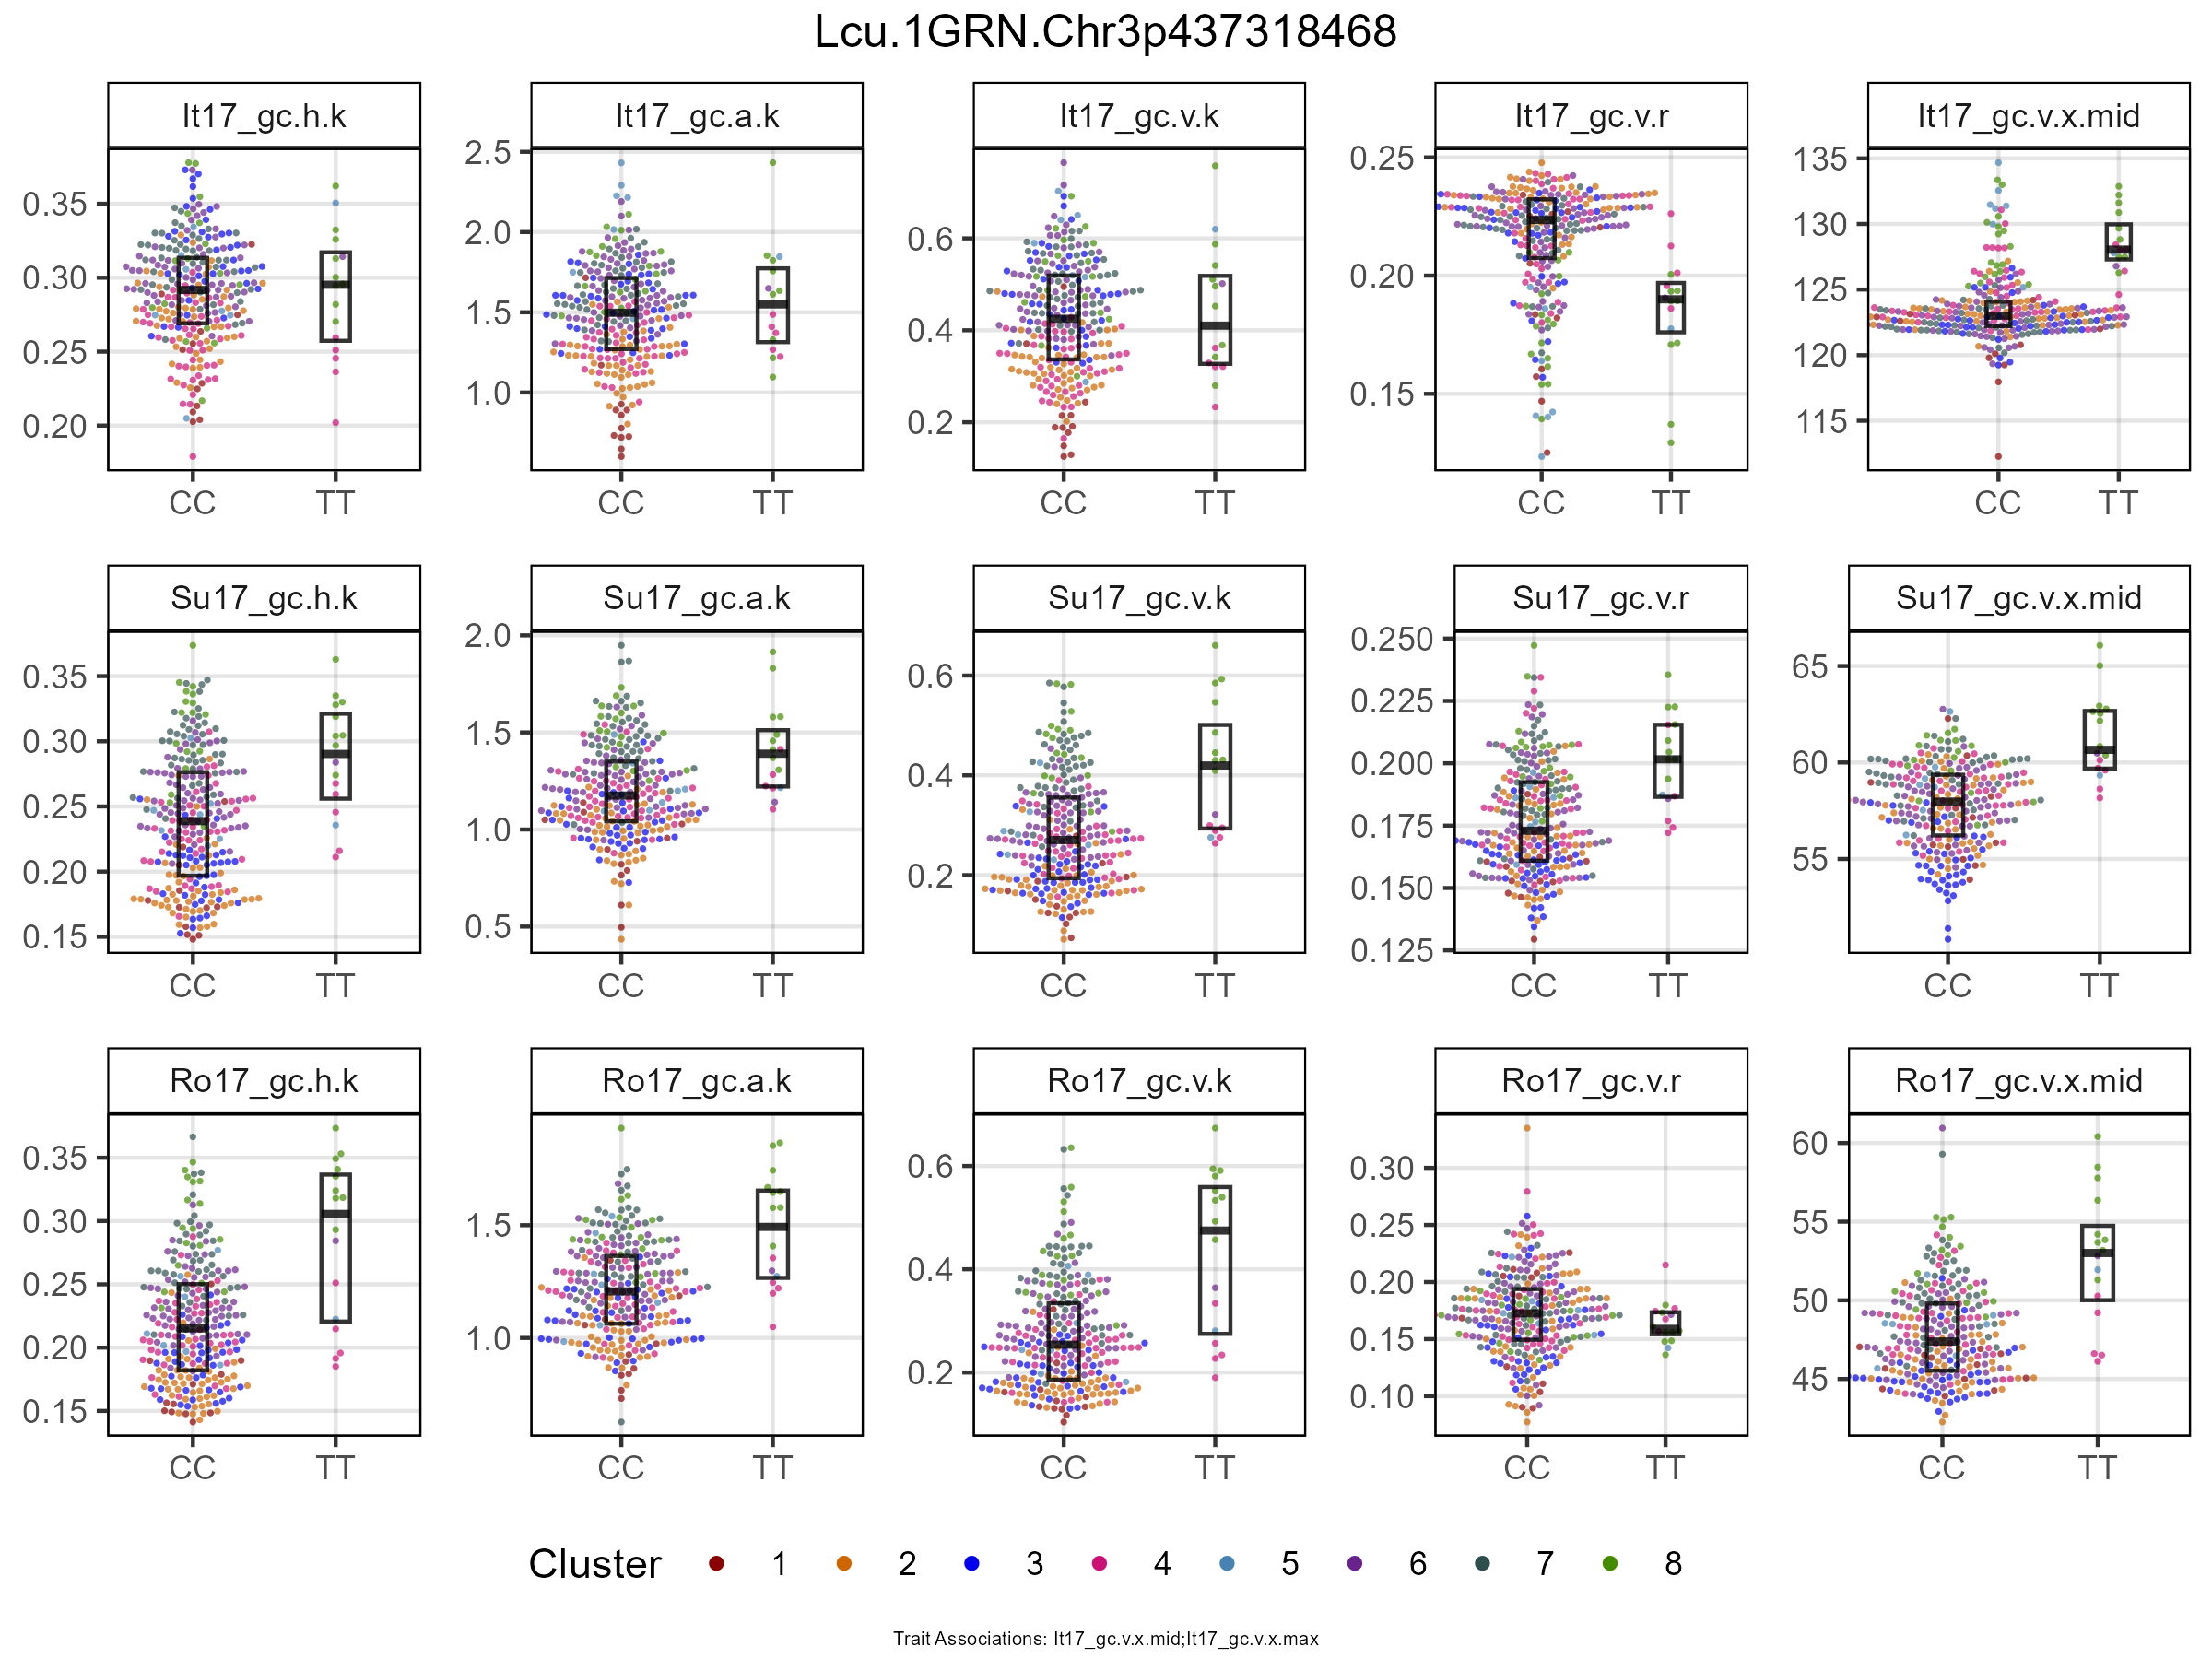 Lcu.1GRN.Chr3p437318468
It17_gc.h.k It17_gc.a.k It17_gc.v.k It17_gc.v.r It17_gc.v.x.mid
0.35 0.30 0.25 0.20
2.5 2.0 1.5 1.0
0.6 0.4 0.2
0.25 0.20 0.15
135 130 125 120 115
CC TT CC TT CC TT CC TT CC TT
Su17_gc.h.k Su17_gc.a.k Su17_gc.v.k Su17_gc.v.r Su17_gc.v.x.mid
0.35 0.30 0.25 0.20 0.15
2.0 1.5 1.0 0.5
0.6 0.4 0.2
0.250 0.225 0.200 0.175 0.150 0.125
65 60 55
CC TT CC TT CC TT CC TT CC TT
Ro17_gc.h.k Ro17_gc.a.k Ro17_gc.v.k Ro17_gc.v.r Ro17_gc.v.x.mid
0.35 0.30 0.25 0.20 0.15
1.5 1.0
0.6 0.4 0.2
0.30 0.25 0.20 0.15 0.10
60 55 50 45
CC TT CC TT CC TT CC TT CC TT
Cluster 1 2 3 4 5 6 7 8
Trait Associations: It17_gc.v.x.mid;It17_gc.v.x.max